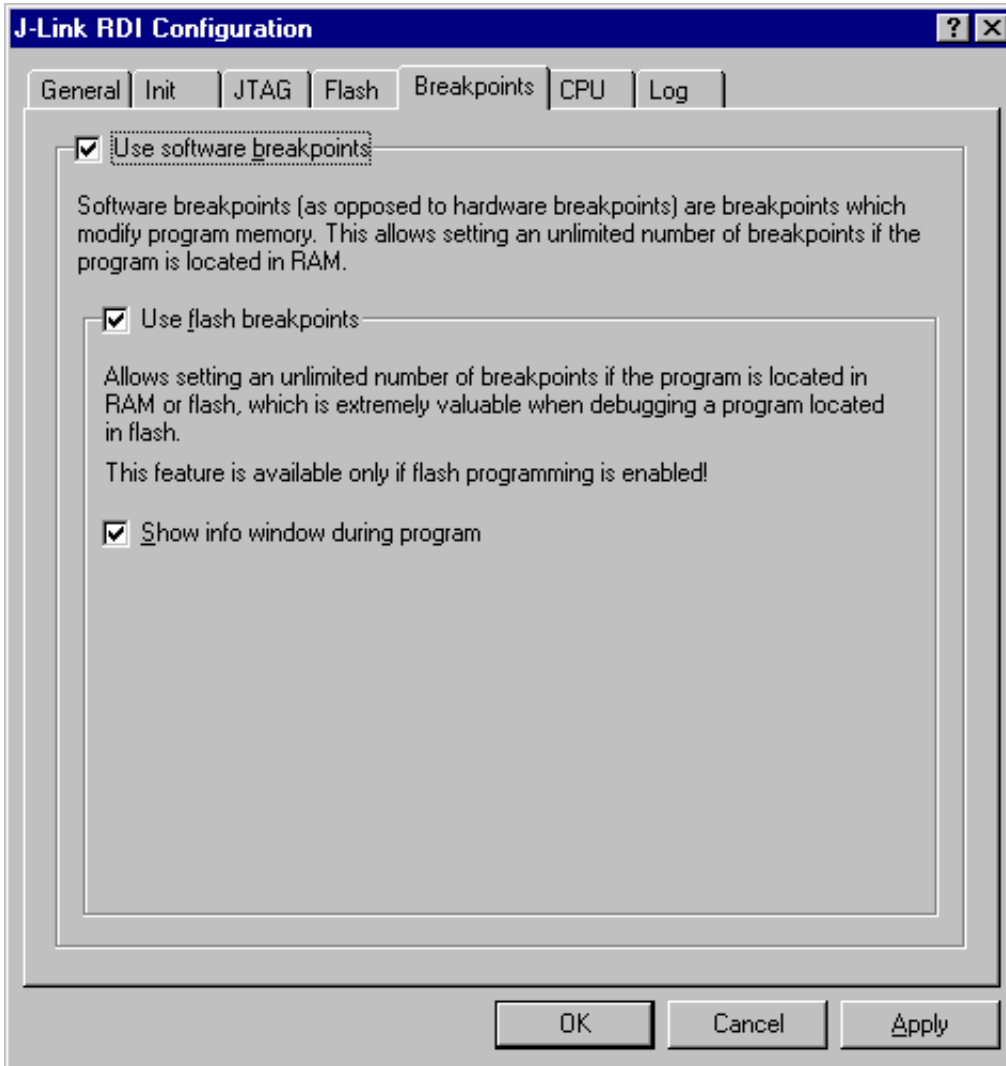 J-Link RDI Configuration
General Init JTAG Flash Breakpoints CPU Log
Use software breakpoints
Software breakpoints (as opposed to hardware breakpoints) are breakpoints which
modify program memory. This allows setting an unlimited number of breakpoints if the
program is located in RAM.
Use flash breakpoints
Allows setting an unlimited number of breakpoints if the program is located in
RAM or flash, which is extremely valuable when debugging a program located
in flash.
This feature is available only if flash programming is enabled!
Show info window during program
OK Cancel Apply